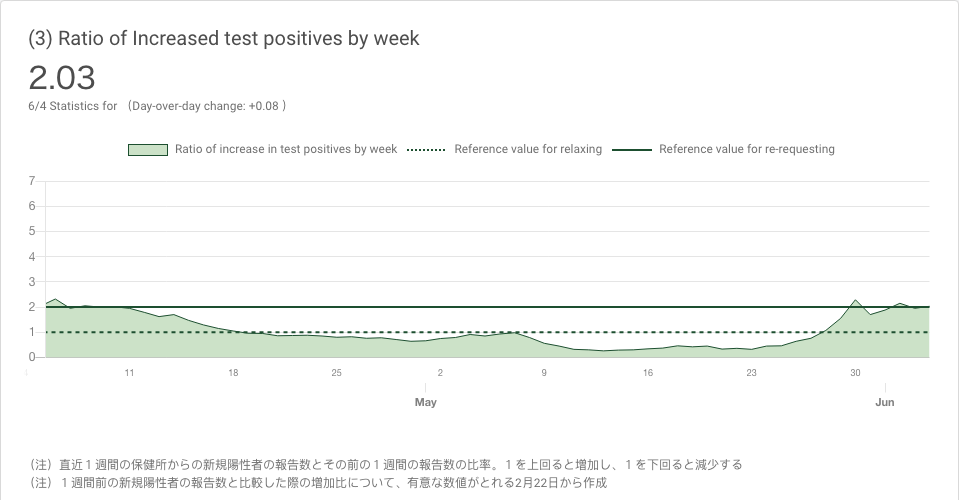 (3) Ratio of Increased test positives by week
2.03
6/4 Statistics for （Day-over-day change: +0.08 ）
Ratio of increase in test positives by week
Reference value for relaxing
Reference value for re-requesting
7
6
5
4
3
2
1
0
11 18 25 2 9 16 23 30
May Jun
（注）直近１週間の保健所からの新規陽性者の報告数とその前の１週間の報告数の比率。１を上回ると増加し、１を下回ると減少する
（注）１週間前の新規陽性者の報告数と比較した際の増加比について、有意な数値がとれる2月22日から作成